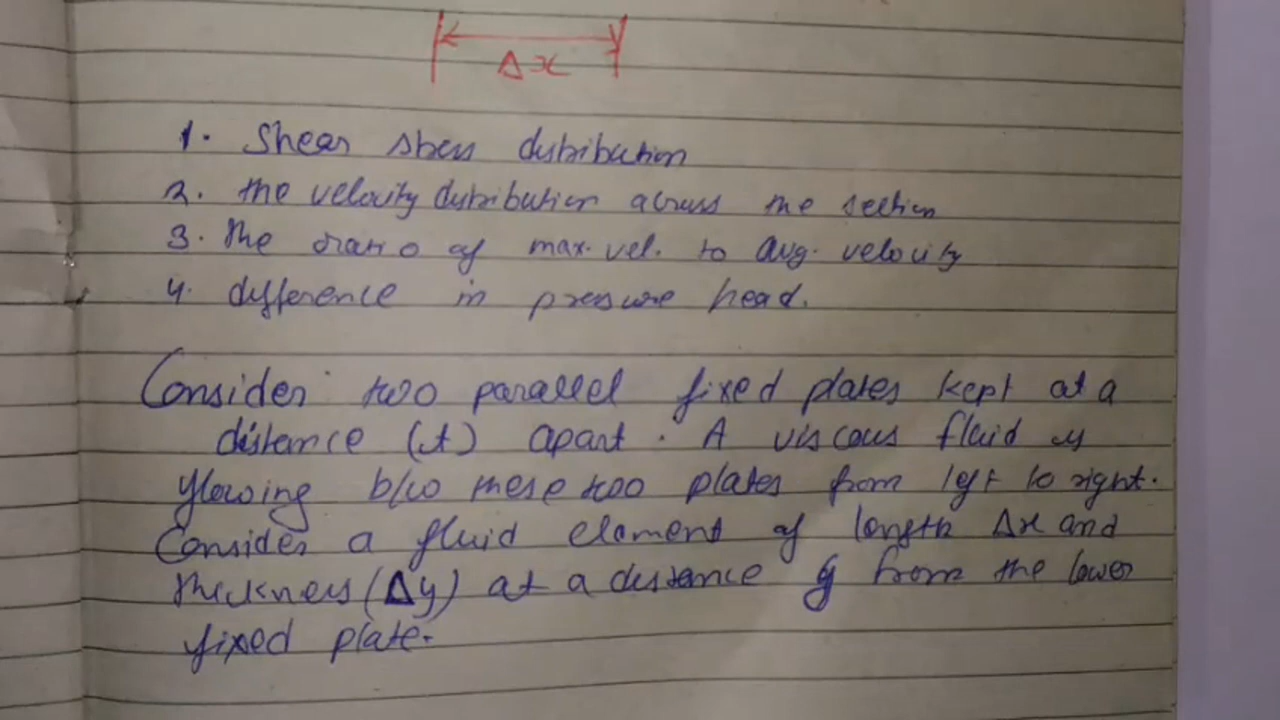 Δx
1. Shear stress distribution
2. the velocity distribution across the section
3. The ratio of max. vel. to avg. velocity
4. difference in pressure head.
Consider two parallel fixed plates kept at a
distance (t) apart. A viscous fluid is
flowing b/w these two plates from left to right.
Consider a fluid element of length Δx and
thickness (Δy) at a distance y from the lower
fixed plate.